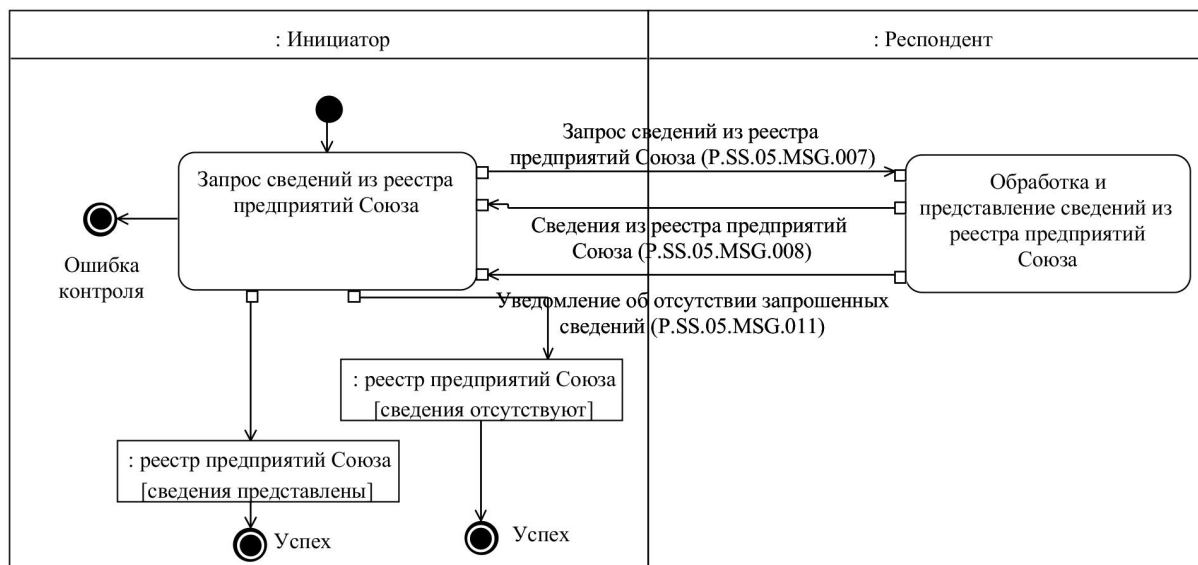 : Инициатор
: Респондент
Запрос сведений из реестра
предприятий Союза (P.SS.05.MSG.007)
Запрос сведений из реестра
предприятий Союза
Обработка и
представление сведений из
реестра предприятий
Союза
Сведения из реестра предприятий
Союза (P.SS.05.MSG.008)
Ошибка
контроля
Уведомление об отсутствии запрошенных
сведений (P.SS.05.MSG.011)
: реестр предприятий Союза
[сведения отсутствуют]
: реестр предприятий Союза
[сведения представлены]
Успех
Успех